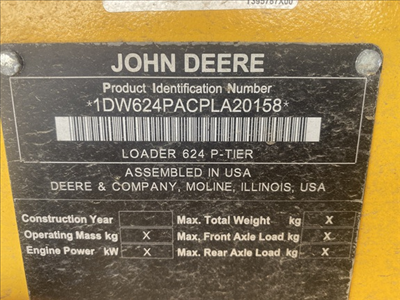 JOHN DEERE
Product Identification Number
*1DW624PACPLA20158*
LOADER 624 P-TIER
ASSEMBLED IN USA
DEERE & COMPANY, MOLINE, ILLINOIS, USA
Construction Year Max. Total Weight kg X
Operating Mass kg X Max. Front Axle Load kg X
Engine Power kW X Max. Rear Axle Load kg X